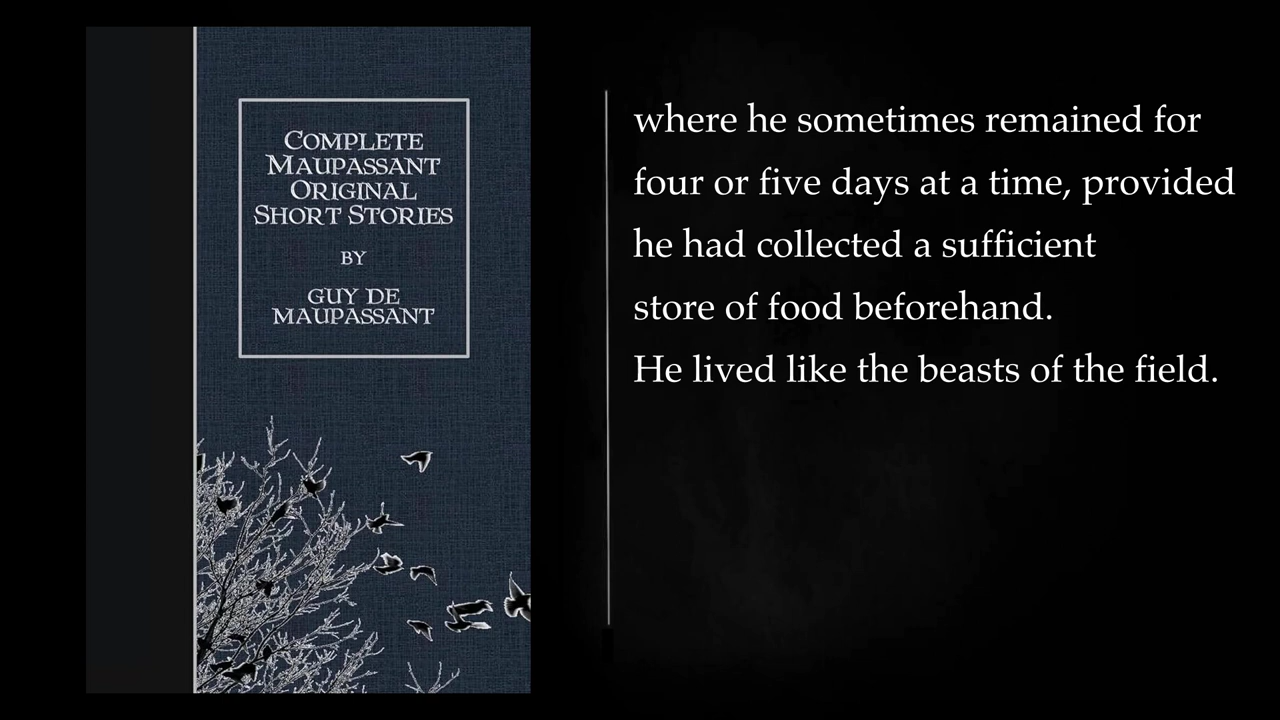 COMPLETE
MAUPASSANT
ORIGINAL
SHORT STORIES
BY
GUY DE
MAUPASSANT
where he sometimes remained for
four or five days at a time, provided
he had collected a sufficient
store of food beforehand.
He lived like the beasts of the field.